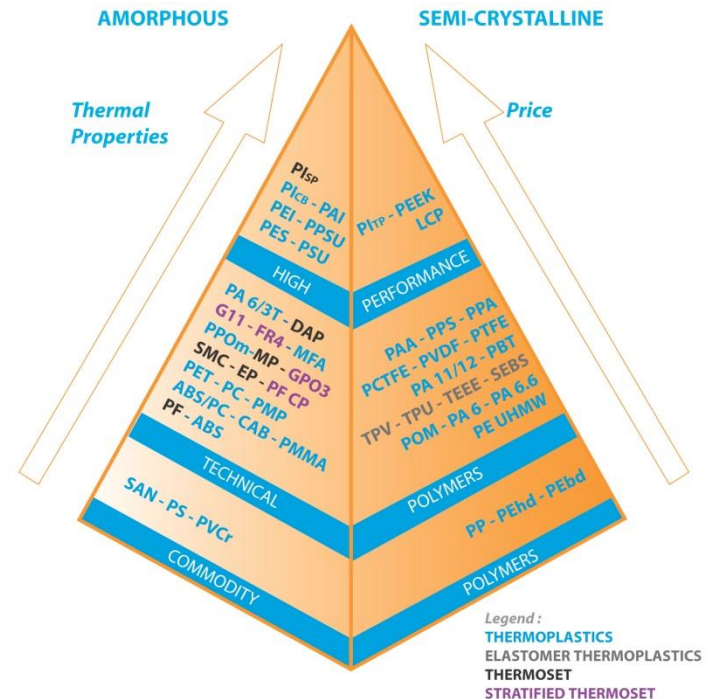 AMORPHOUS
SEMI-CRYSTALLINE
Thermal
Properties
Price
PISP
PICB - PAI
PEI - PPSU
PES - PSU
HIGH
PITP - PEEK
LCP
PERFORMANCE
PA 6/3T - DAP
G11 - FR4 - MFA
PPOm-MP - GPO3
SMC - EP - PF CP
PET - PC - PMP
ABS/PC - CAB - PMMA
PF - ABS
TECHNICAL
PAA - PPS - PPA
PCTFE - PVDF - PTFE
PA 11/12 - PBT
TPV - TPU - TEEE - SEBS
POM - PA 6 - PA 6.6
PE UHMW
POLYMERS
SAN - PS - PVCr
COMMODITY
PP - PEhd - PEbd
POLYMERS
Legend :
THERMOPLASTICS
ELASTOMER THERMOPLASTICS
THERMOSET
STRATIFIED THERMOSET